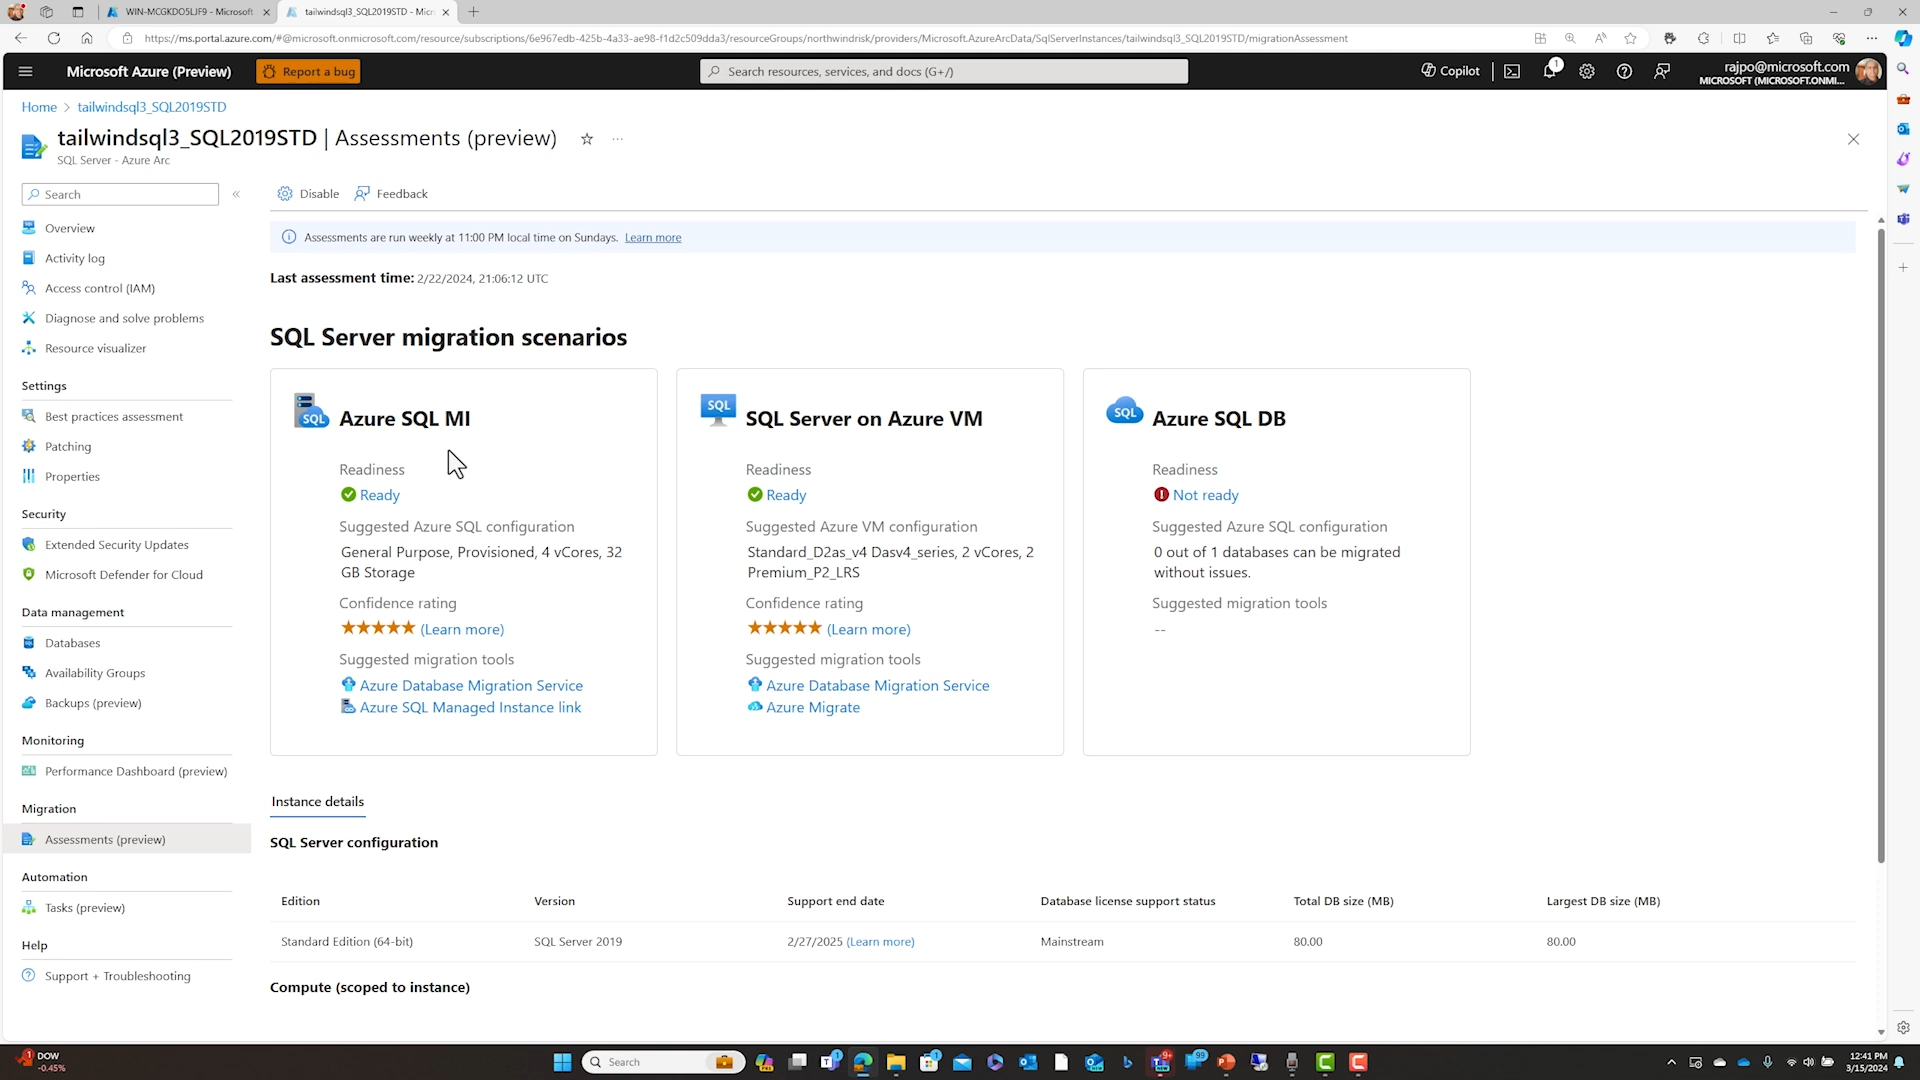 WIN-MCGKDO5LJF9 - Microsoft
tailwindsql3_SQL2019STD - Micr
https://ms.portal.azure.com/#@microsoft.onmicrosoft.com/resource/subscriptions/6e967edb-425b-4a33-ae98-f1d2c509dda3/resourceGroups/northwindrisk/providers/Microsoft.AzureArcData/SqlServerInstances/tailwindsql3_SQL2019STD/migrationAssessment
Microsoft Azure (Preview)
Report a bug
Search resources, services, and docs (G+/)
Copilot
1
rajpo@microsoft.com
MICROSOFT (MICROSOFT.ONMI...
Home > tailwindsql3_SQL2019STD
tailwindsql3_SQL2019STD | Assessments (preview)
SQL Server - Azure Arc
Search
Overview
Activity log
Access control (IAM)
Diagnose and solve problems
Resource visualizer
Settings
Best practices assessment
Patching
Properties
Security
Extended Security Updates
Microsoft Defender for Cloud
Data management
Databases
Availability Groups
Backups (preview)
Monitoring
Performance Dashboard (preview)
Migration
Assessments (preview)
Automation
Tasks (preview)
Help
Support + Troubleshooting
Disable
Feedback
Assessments are run weekly at 11:00 PM local time on Sundays. Learn more
Last assessment time: 2/22/2024, 21:06:12 UTC
SQL Server migration scenarios
SQL
Azure SQL MI
Readiness
Ready
Suggested Azure SQL configuration
General Purpose, Provisioned, 4 vCores, 32
GB Storage
Confidence rating
★★★★★ (Learn more)
Suggested migration tools
Azure Database Migration Service
Azure SQL Managed Instance link
SQL
SQL Server on Azure VM
Readiness
Ready
Suggested Azure VM configuration
Standard_D2as_v4 Dasv4_series, 2 vCores, 2
Premium_P2_LRS
Confidence rating
★★★★★ (Learn more)
Suggested migration tools
Azure Database Migration Service
Azure Migrate
SQL
Azure SQL DB
Readiness
Not ready
Suggested Azure SQL configuration
0 out of 1 databases can be migrated
without issues.
Suggested migration tools
--
Instance details
SQL Server configuration
Edition Version Support end date Database license support status Total DB size (MB) Largest DB size (MB)
Standard Edition (64-bit) SQL Server 2019 2/27/2025 (Learn more) Mainstream 80.00 80.00
Compute (scoped to instance)
1
DOW
-0.45%
Search
12:41 PM
3/15/2024